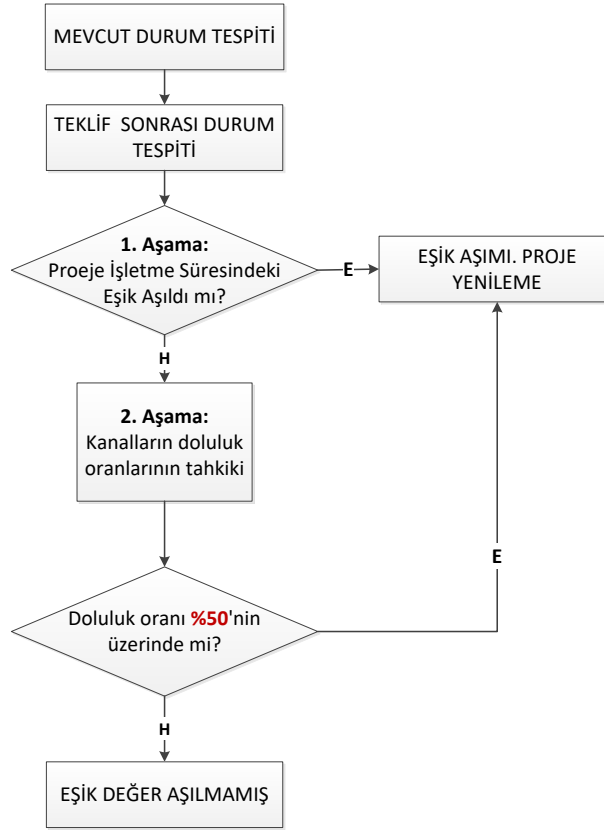 MEVCUT DURUM TESPİTİ
TEKLİF SONRASI DURUM
TESPİTİ
1. Aşama:
Proeje İşletme Süresindeki
Eşik Aşıldı mı?
E
EŞİK AŞIMI. PROJE
YENİLEME
H
2. Aşama:
Kanalların doluluk
oranlarının tahkiki
E
Doluluk oranı %50'nin
üzerinde mi?
H
EŞİK DEĞER AŞILMAMIŞ